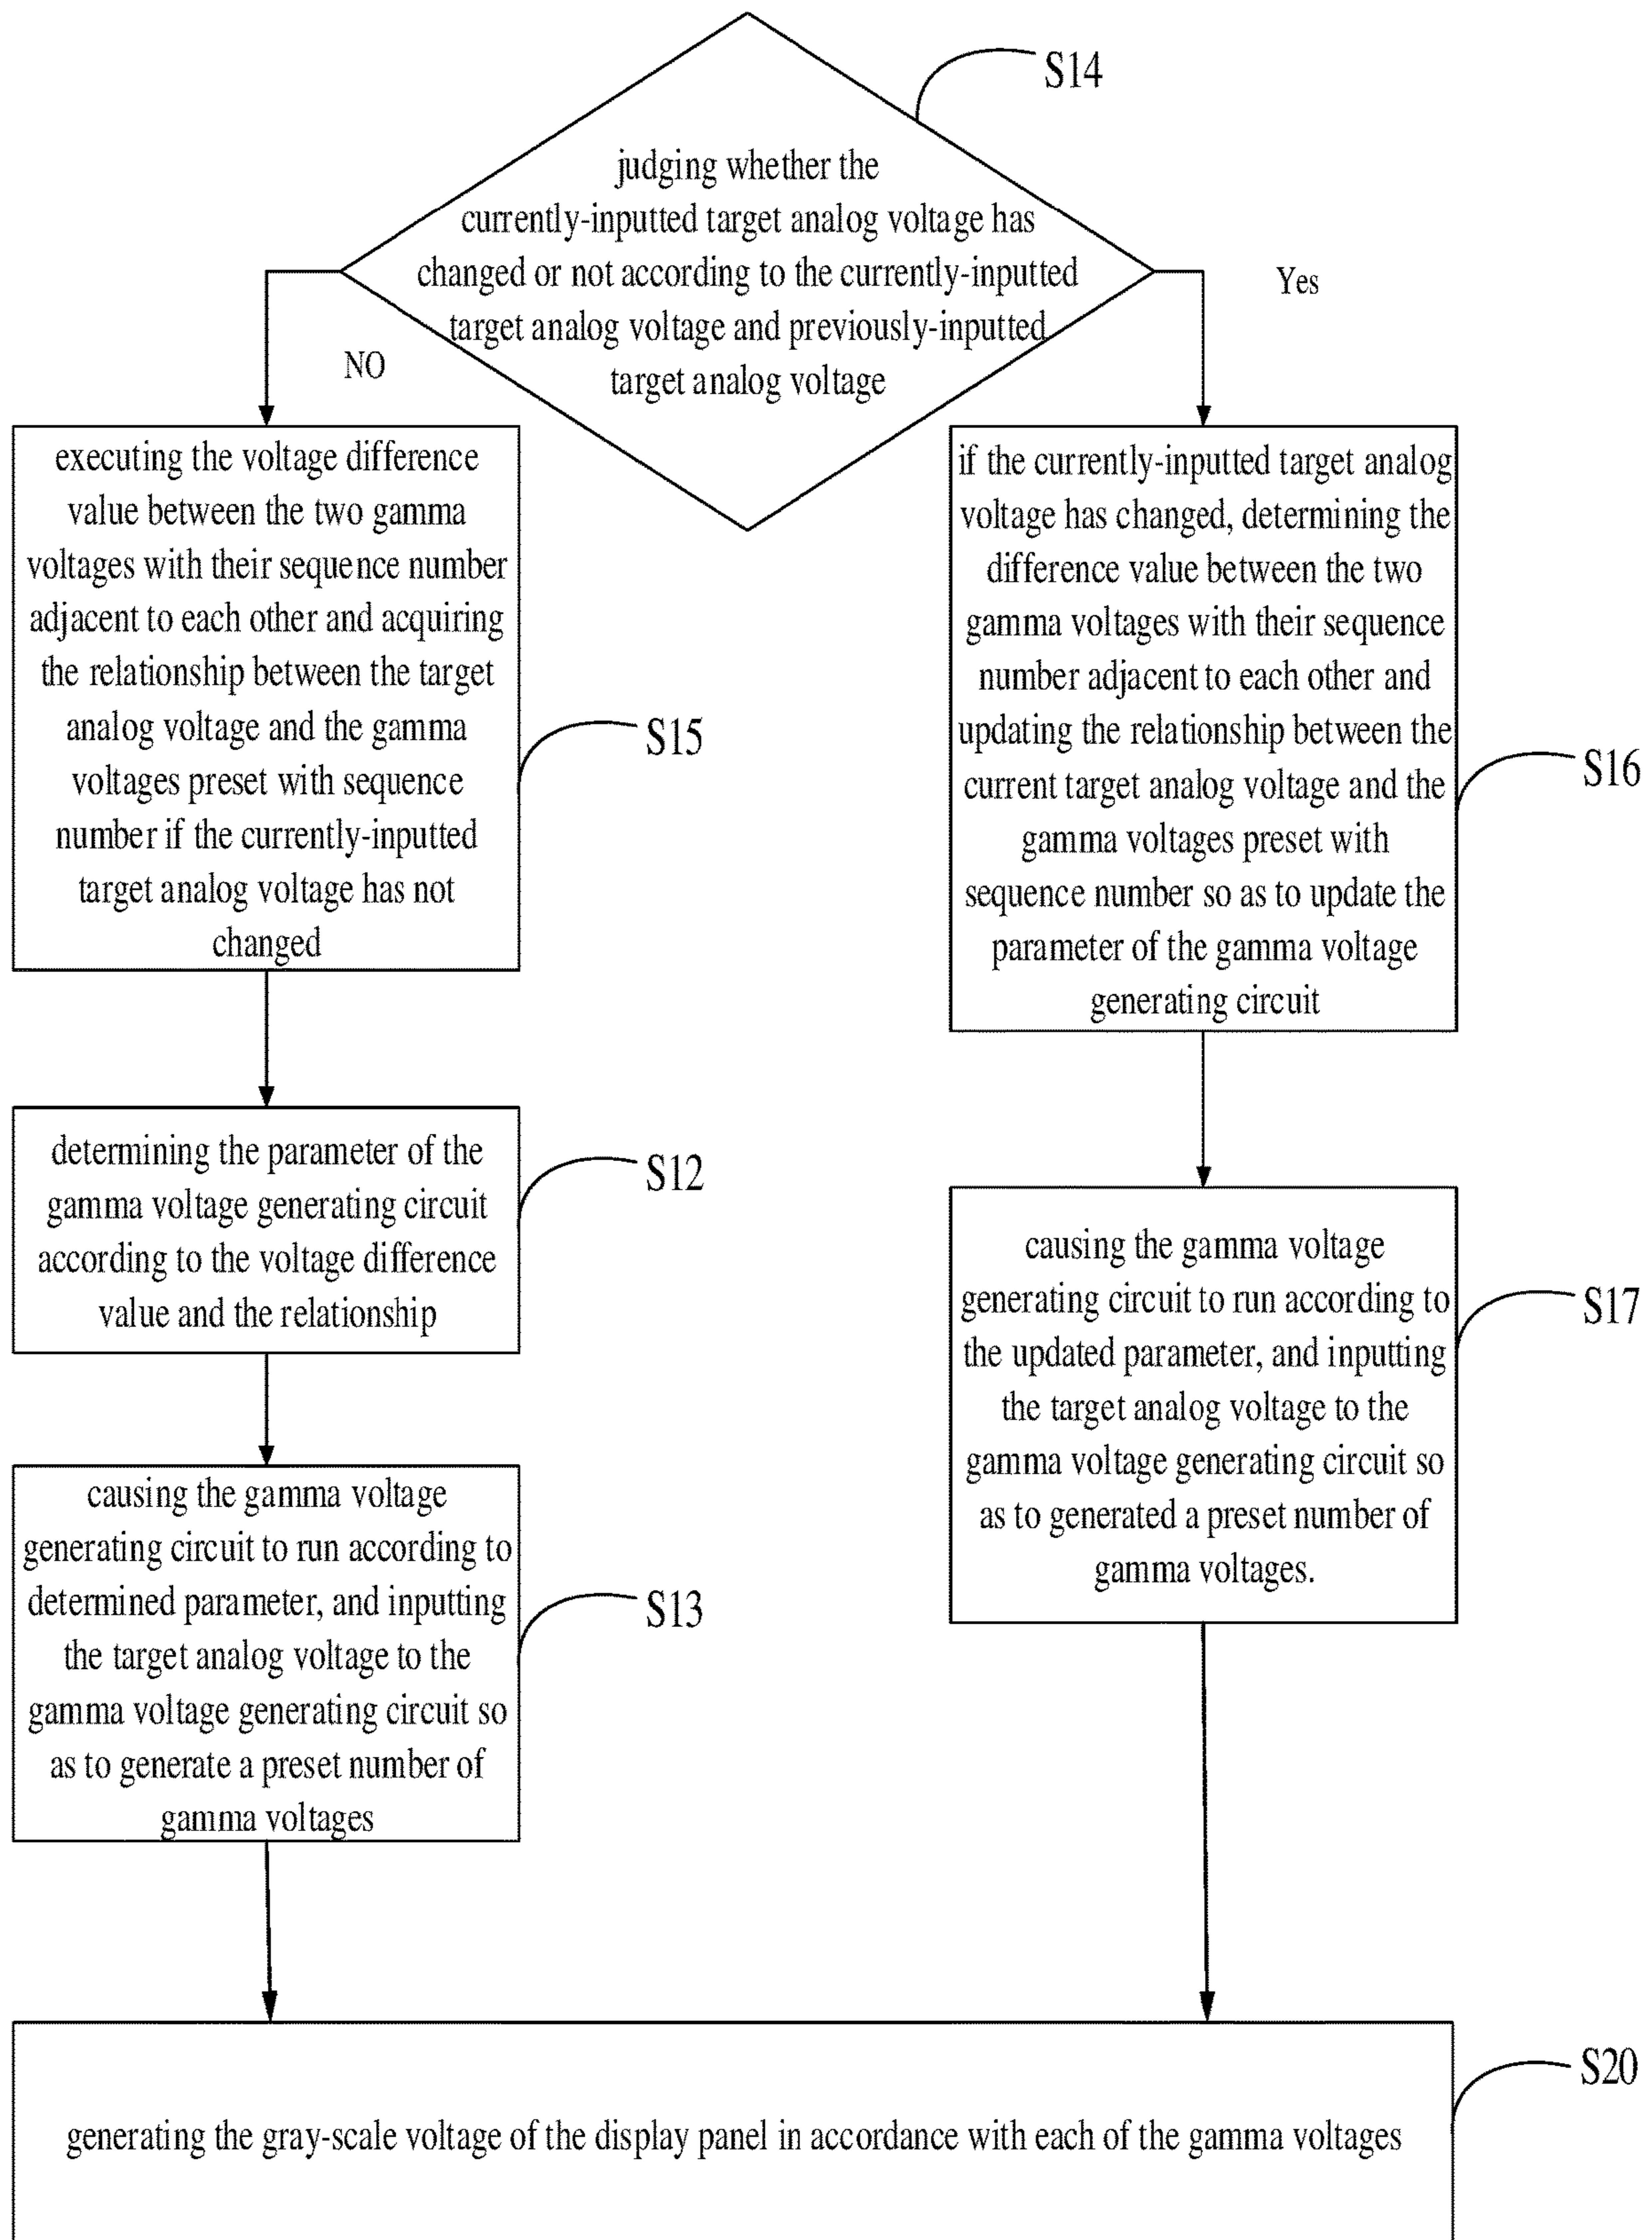 S14
judging whether the
currently-inputted target analog voltage has
changed or not according to the currently-inputted
target analog voltage and previously-inputted
target analog voltage
NO
Yes
executing the voltage difference
value between the two gamma
voltages with their sequence number
adjacent to each other and acquiring
the relationship between the target
analog voltage and the gamma
voltages preset with sequence
number if the currently-inputted
target analog voltage has not
changed
S15
if the currently-inputted target analog
voltage has changed, determining the
difference value between the two
gamma voltages with their sequence
number adjacent to each other and
updating the relationship between the
current target analog voltage and the
gamma voltages preset with
sequence number so as to update the
parameter of the gamma voltage
generating circuit
S16
determining the parameter of the
gamma voltage generating circuit
according to the voltage difference
value and the relationship
S12
causing the gamma voltage
generating circuit to run according to
the updated parameter, and inputting
the target analog voltage to the
gamma voltage generating circuit so
as to generated a preset number of
gamma voltages.
S17
causing the gamma voltage
generating circuit to run according to
determined parameter, and inputting
the target analog voltage to the
gamma voltage generating circuit so
as to generate a preset number of
gamma voltages
S13
generating the gray-scale voltage of the display panel in accordance with each of the gamma voltages
S20